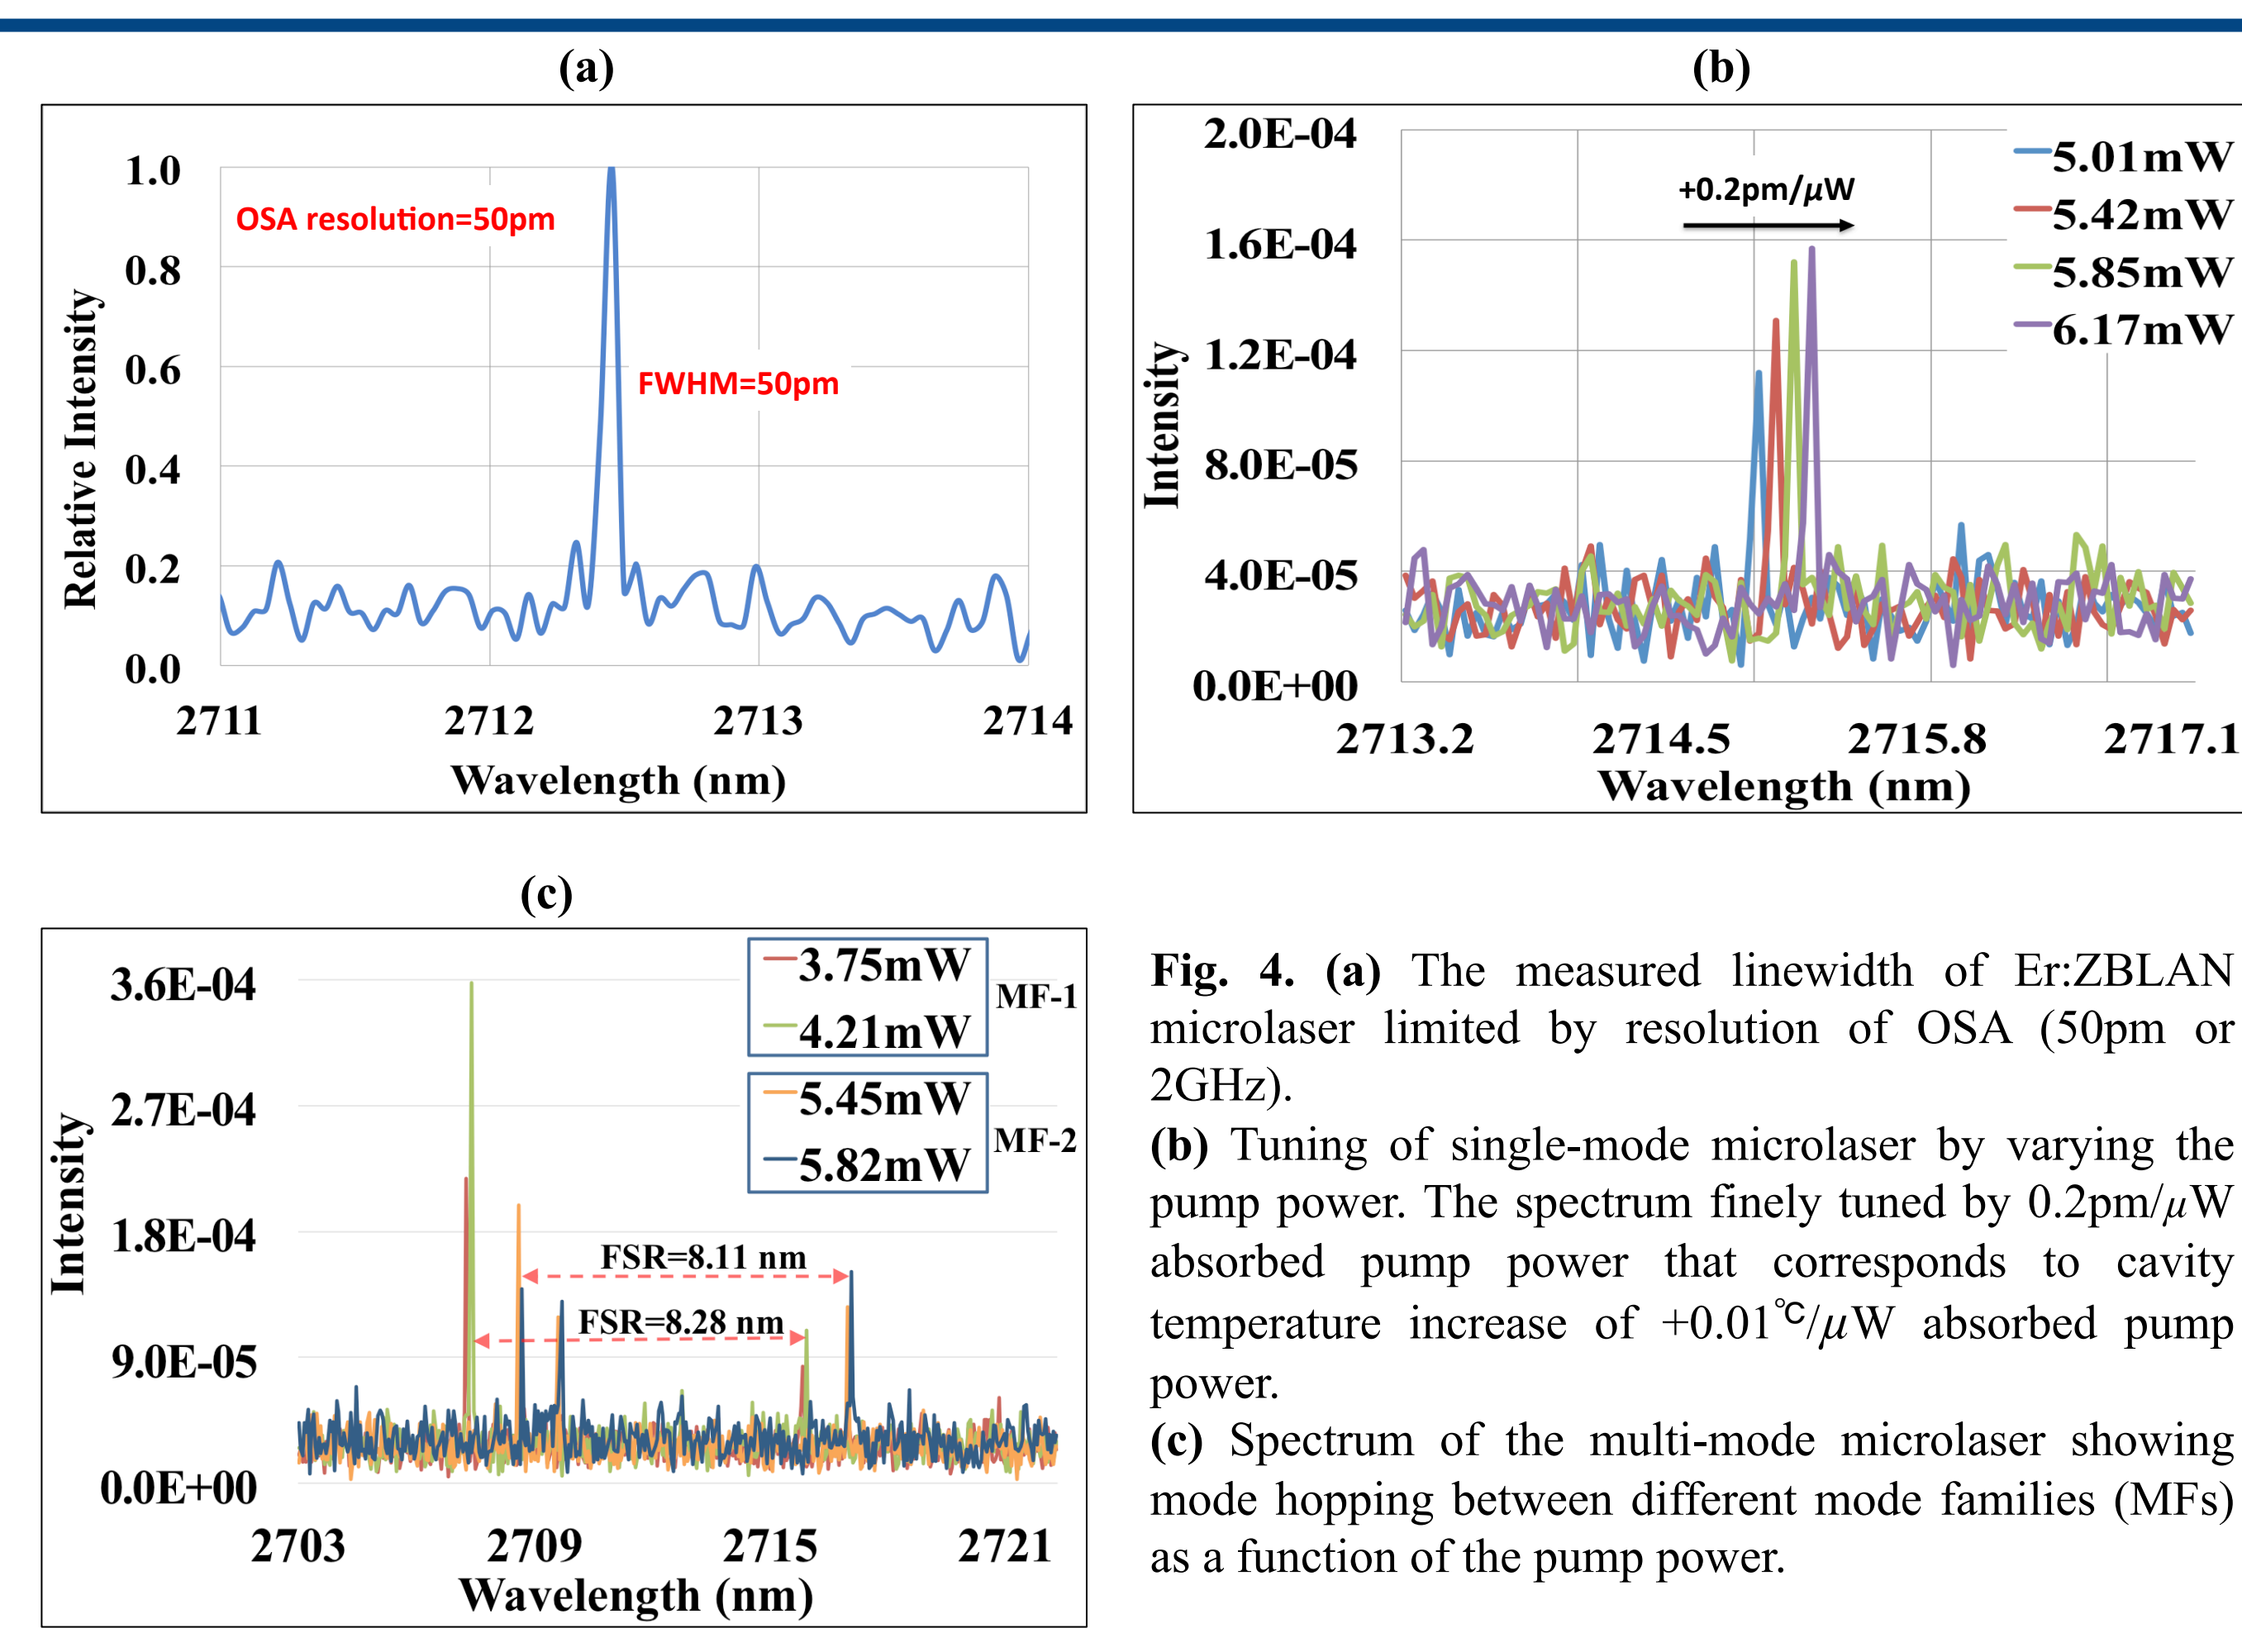 (a)
1.0
0.8
0.6
0.4
0.2
0.0
Relative Intensity
OSA resolution=50pm
FWHM=50pm
2711 2712 2713 2714
Wavelength (nm)
(b)
2.0E-04
1.6E-04
1.2E-04
8.0E-05
4.0E-05
0.0E+00
Intensity
+0.2pm/μW
5.01mW
5.42mW
5.85mW
6.17mW
2713.2 2714.5 2715.8 2717.1
Wavelength (nm)
(c)
3.6E-04
2.7E-04
1.8E-04
9.0E-05
0.0E+00
Intensity
3.75mW
4.21mW
MF-1
5.45mW
5.82mW
MF-2
FSR=8.11 nm
FSR=8.28 nm
2703 2709 2715 2721
Wavelength (nm)
Fig. 4. (a) The measured linewidth of Er:ZBLAN
microlaser limited by resolution of OSA (50pm or
2GHz).
(b) Tuning of single-mode microlaser by varying the
pump power. The spectrum finely tuned by 0.2pm/μW
absorbed pump power that corresponds to cavity
temperature increase of +0.01℃/μW absorbed pump
power.
(c) Spectrum of the multi-mode microlaser showing
mode hopping between different mode families (MFs)
as a function of the pump power.